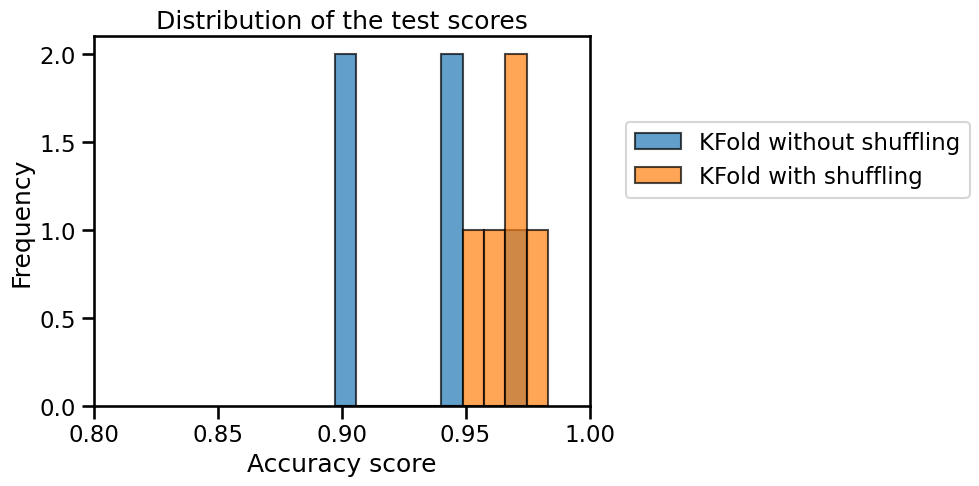 Distribution of the test scores
2.0
1.5
1.0
0.5
0.0
Frequency
0.80
0.85
0.90
0.95
1.00
Accuracy score
KFold without shuffling
KFold with shuffling